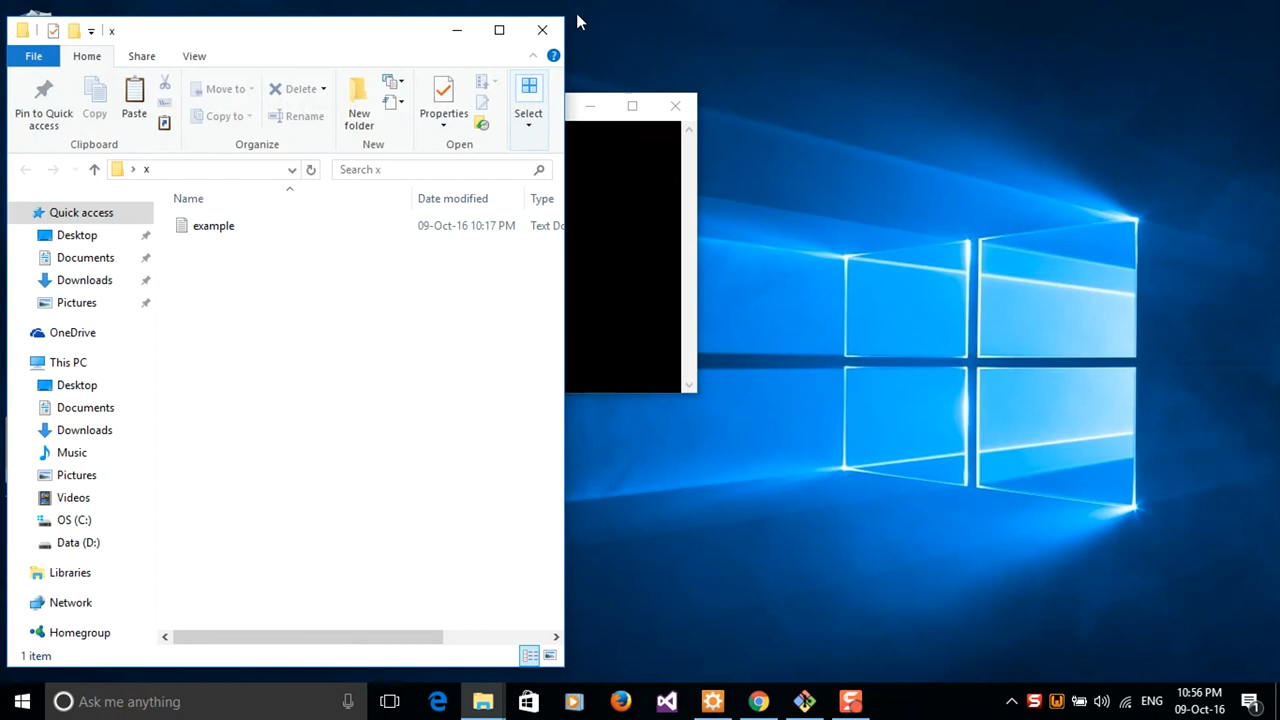 x
File Home Share View
Pin to Quick access
Copy
Paste
Move to
Copy to
Delete
Rename
New folder
Properties
Select
Clipboard Organize New Open
x
Search x
Name Date modified Type
example 09-Oct-16 10:17 PM Text Do
Quick access
Desktop
Documents
Downloads
Pictures
OneDrive
This PC
Desktop
Documents
Downloads
Music
Pictures
Videos
OS (C:)
Data (D:)
Libraries
Network
Homegroup
1 item
Ask me anything
ENG
10:56 PM
09-Oct-16
1